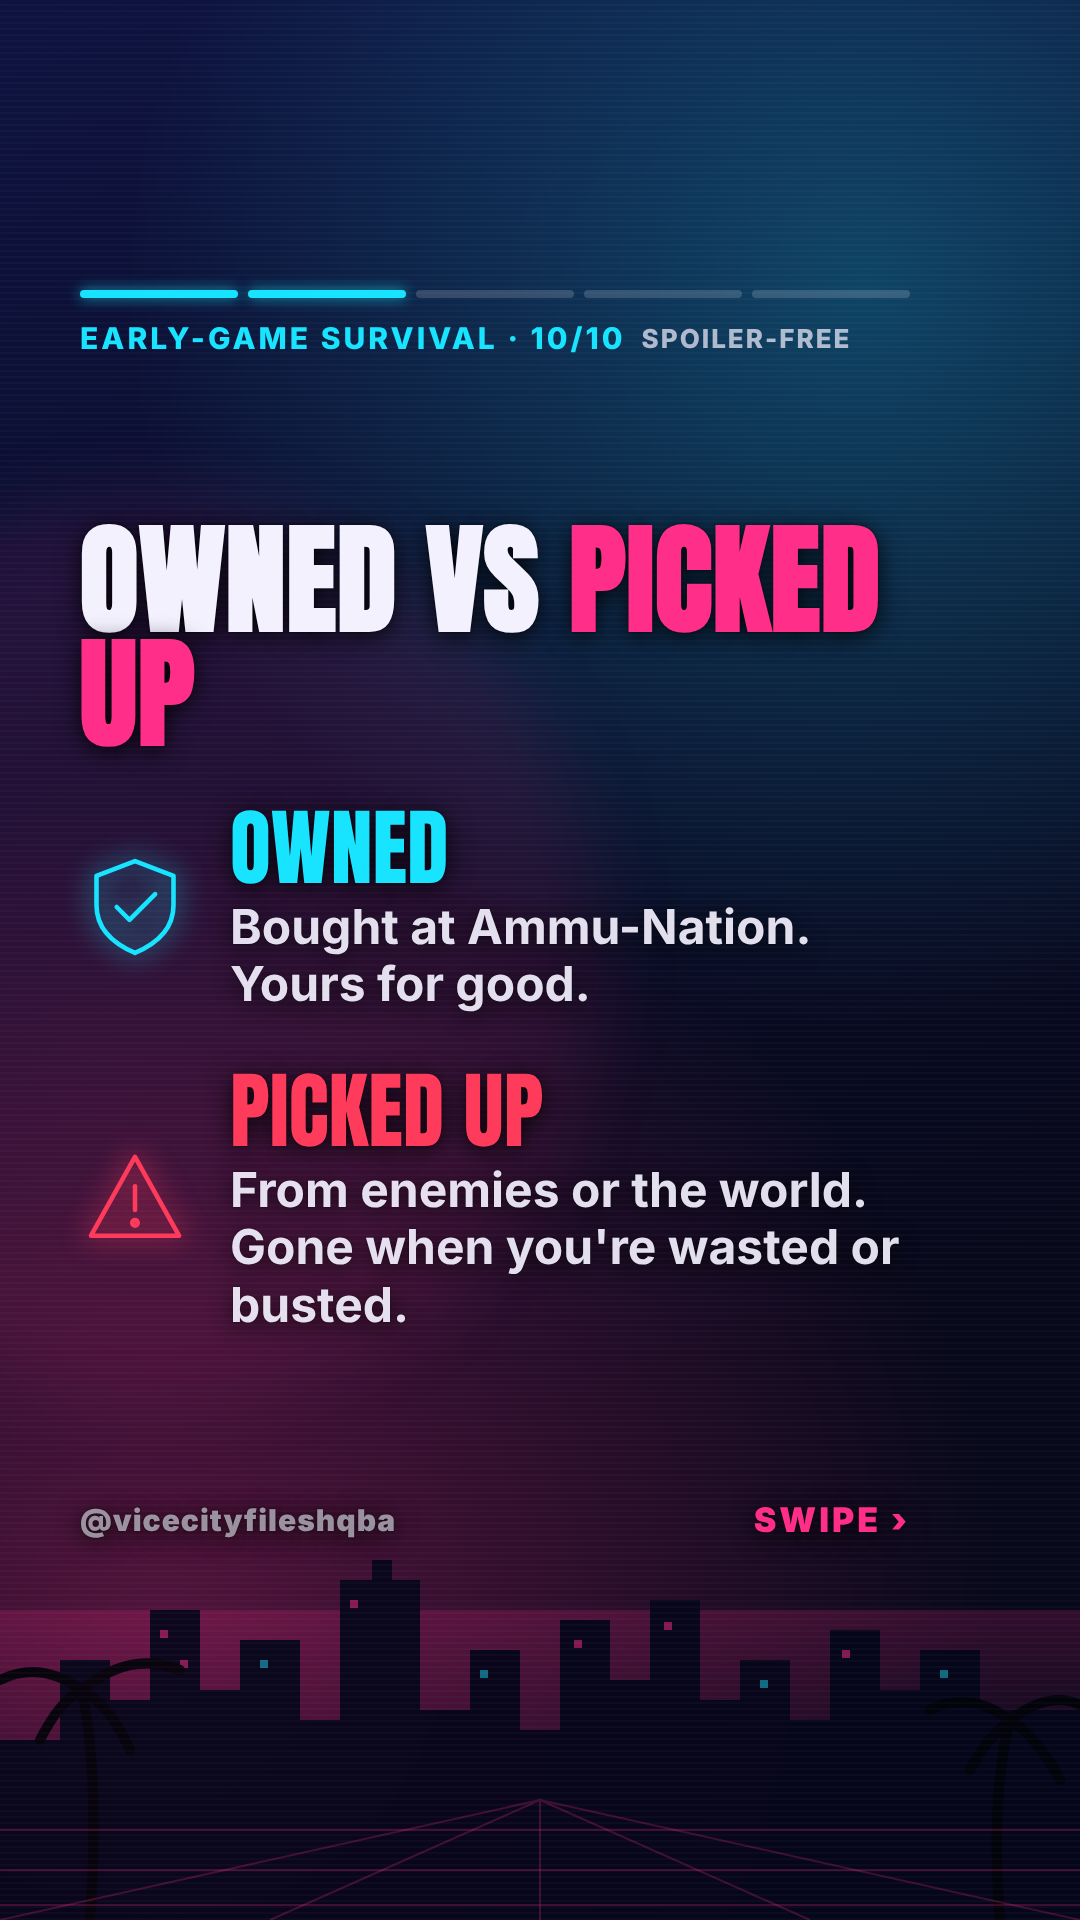 EARLY-GAME SURVIVAL · 10/10 SPOILER-FREE
OWNED VS PICKED
UP
OWNED
Bought at Ammu-Nation.
Yours for good.
PICKED UP
From enemies or the world.
Gone when you're wasted or
busted.
@vicecityfileshqba SWIPE ›